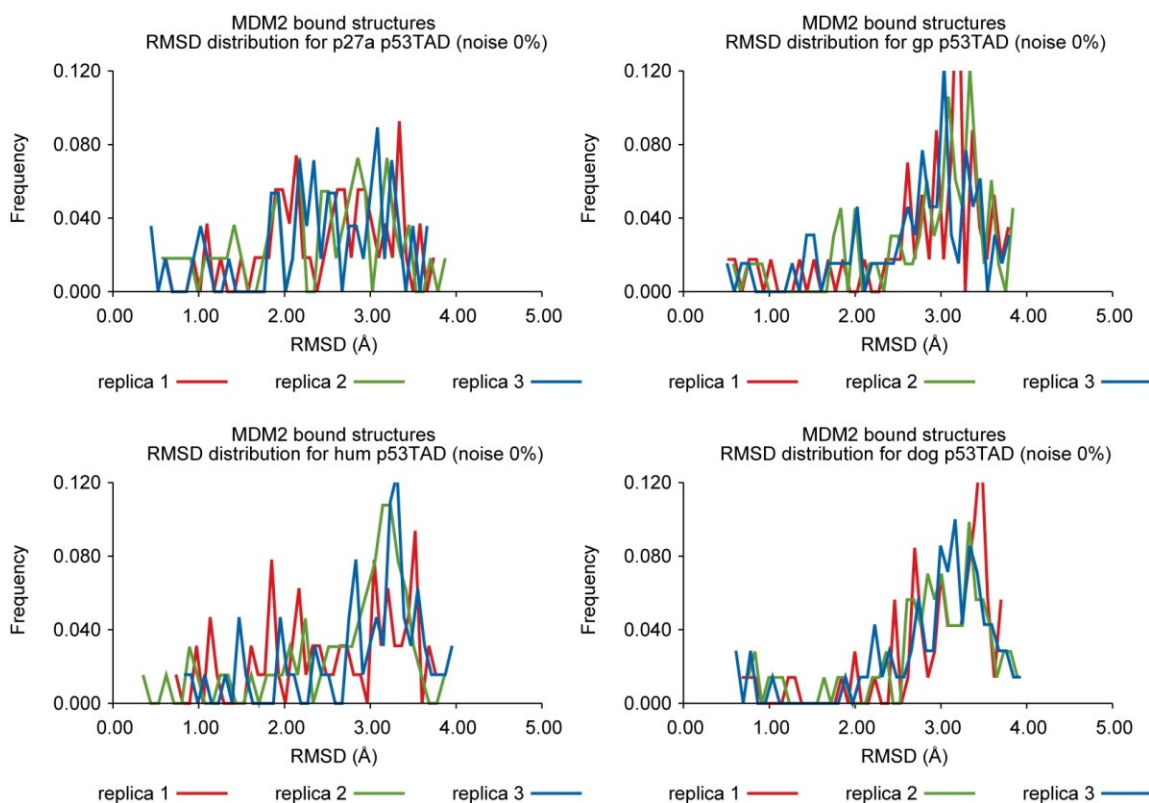 MDM2 bound structures
RMSD distribution for p27a p53TAD (noise 0%)
0.120
0.080
0.040
0.000
Frequency
0.00 1.00 2.00 3.00 4.00 5.00
RMSD (Å)
replica 1 replica 2 replica 3
MDM2 bound structures
RMSD distribution for gp p53TAD (noise 0%)
0.120
0.080
0.040
0.000
Frequency
0.00 1.00 2.00 3.00 4.00 5.00
RMSD (Å)
replica 1 replica 2 replica 3
MDM2 bound structures
RMSD distribution for hum p53TAD (noise 0%)
0.120
0.080
0.040
0.000
Frequency
0.00 1.00 2.00 3.00 4.00 5.00
RMSD (Å)
replica 1 replica 2 replica 3
MDM2 bound structures
RMSD distribution for dog p53TAD (noise 0%)
0.120
0.080
0.040
0.000
Frequency
0.00 1.00 2.00 3.00 4.00 5.00
RMSD (Å)
replica 1 replica 2 replica 3